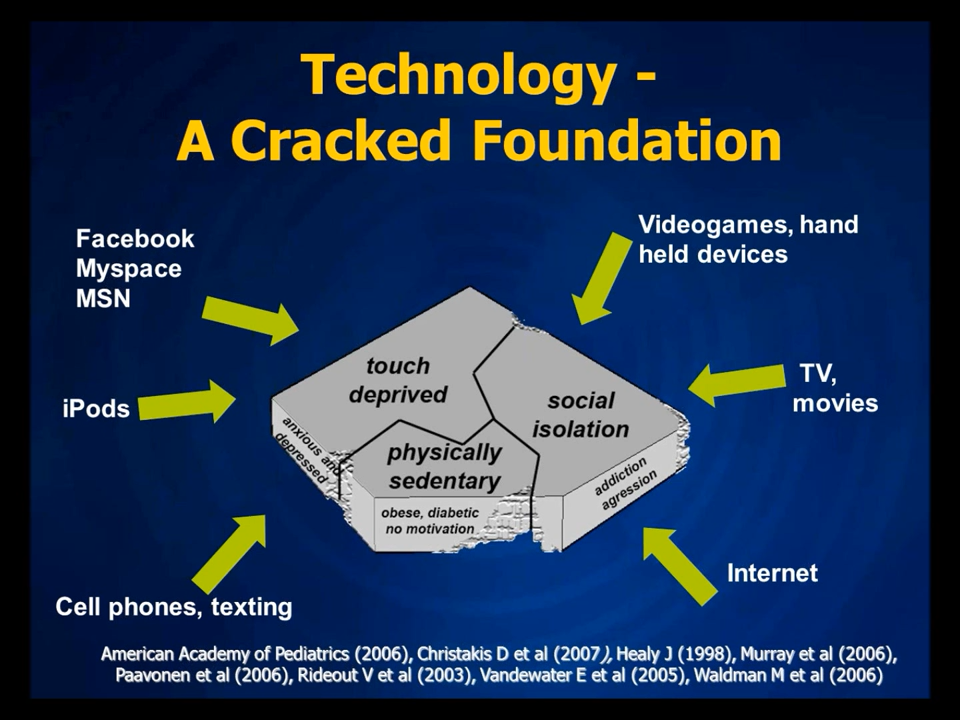 Technology -
A Cracked Foundation
Facebook
Myspace
MSN
Videogames, hand
held devices
iPods
TV,
movies
touch
deprived
social
isolation
physically
sedentary
anxious and
depressed
obese, diabetic
no motivation
addiction
agression
Cell phones, texting
Internet
American Academy of Pediatrics (2006), Christakis D et al (2007), Healy J (1998), Murray et al (2006),
Paavonen et al (2006), Rideout V et al (2003), Vandewater E et al (2005), Waldman M et al (2006)